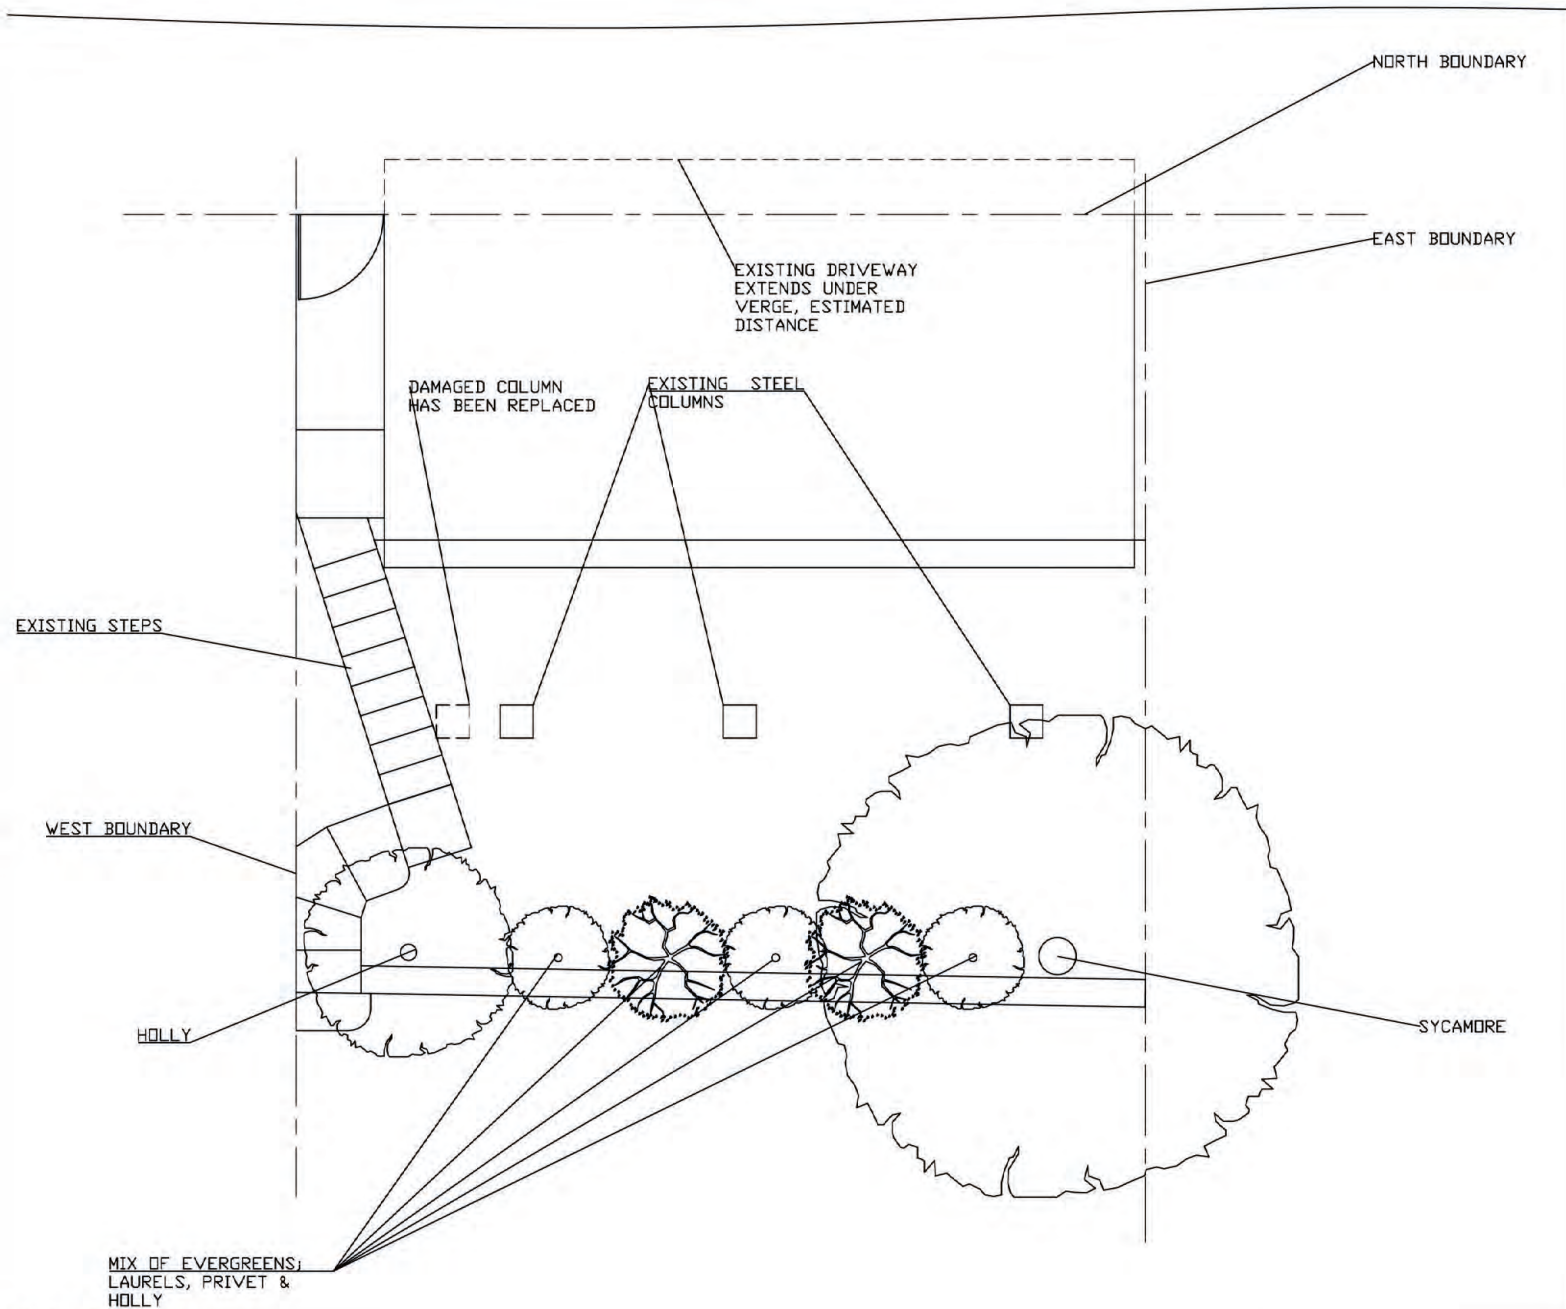 NORTH BOUNDARY
EAST BOUNDARY
EXISTING DRIVEWAY
EXTENDS UNDER
VERGE, ESTIMATED
DISTANCE
DAMAGED COLUMN
HAS BEEN REPLACED
EXISTING STEEL
COLUMNS
EXISTING STEPS
WEST BOUNDARY
HOLLY
SYCAMORE
MIX OF EVERGREENS;
LAURELS, PRIVET &
HOLLY